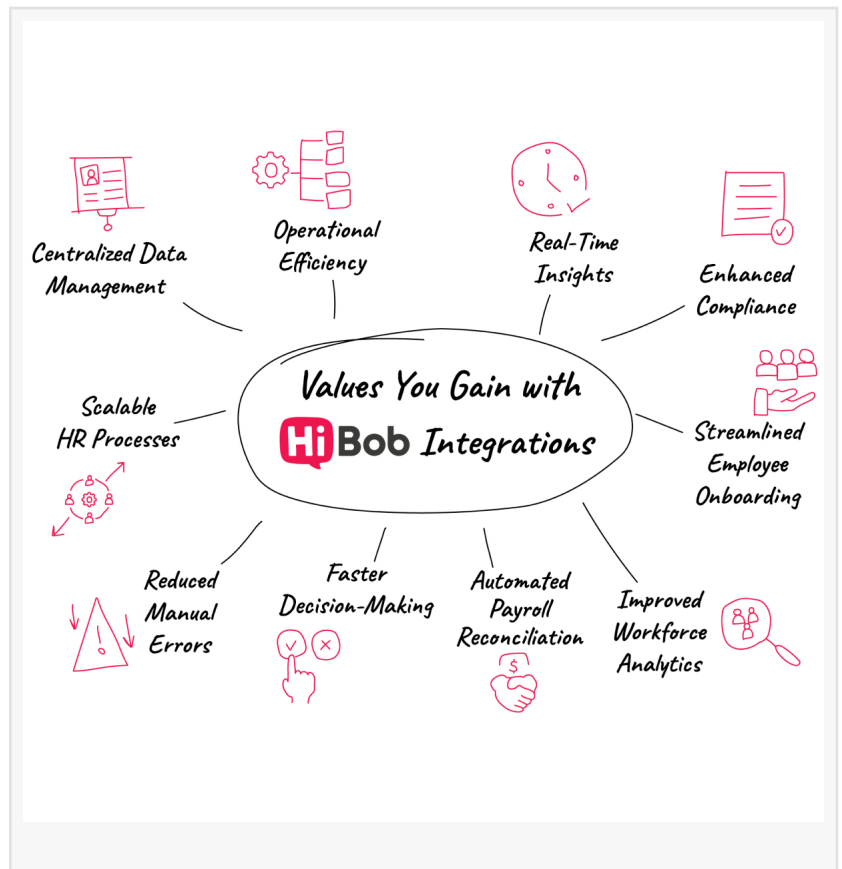 Centralized Data
Management
Operational
Efficiency
Real-Time
Insights
Enhanced
Compliance
Values You Gain with
HiBob Integrations
Scalable
HR Processes
Streamlined
Employee
Onboarding
Reduced
Manual
Errors
Faster
Decision-Making
Automated
Payroll
Reconciliation
$
Improved
Workforce
Analytics